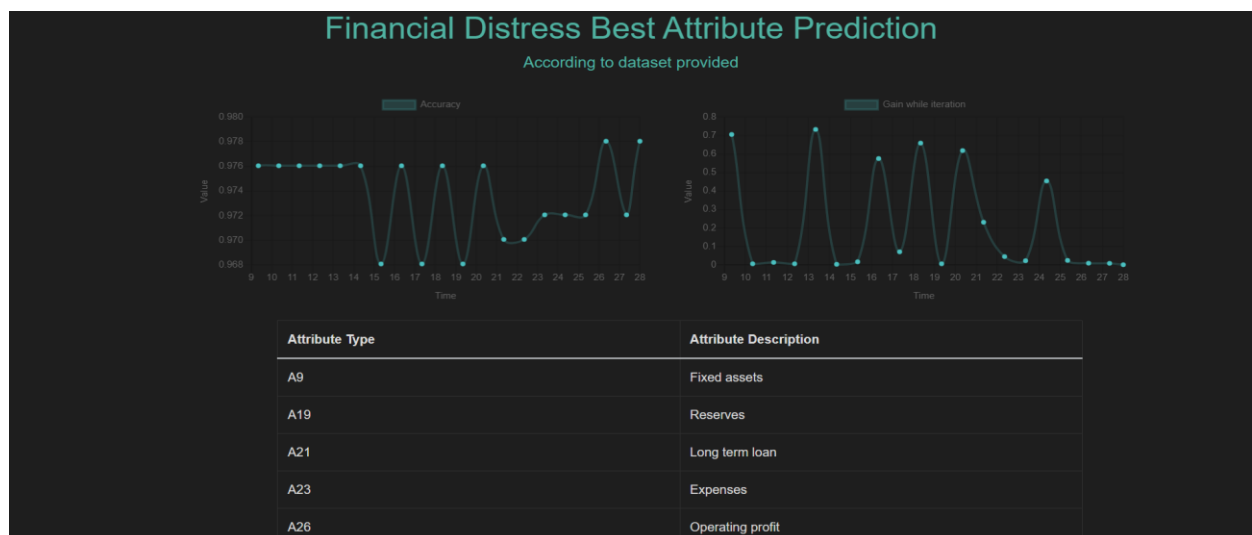 Financial Distress Best Attribute Prediction
According to dataset provided
Accuracy
0.980
0.978
0.976
0.974
0.972
0.970
0.968
Value
9 10 11 12 13 14 15 16 17 18 19 20 21 22 23 24 25 26 27 28
Time
Gain while iteration
0.8
0.7
0.6
0.5
0.4
0.3
0.2
0.1
0
Value
9 10 11 12 13 14 15 16 17 18 19 20 21 22 23 24 25 26 27 28
Time
Attribute Type Attribute Description
A9 Fixed assets
A19 Reserves
A21 Long term loan
A23 Expenses
A26 Operating profit